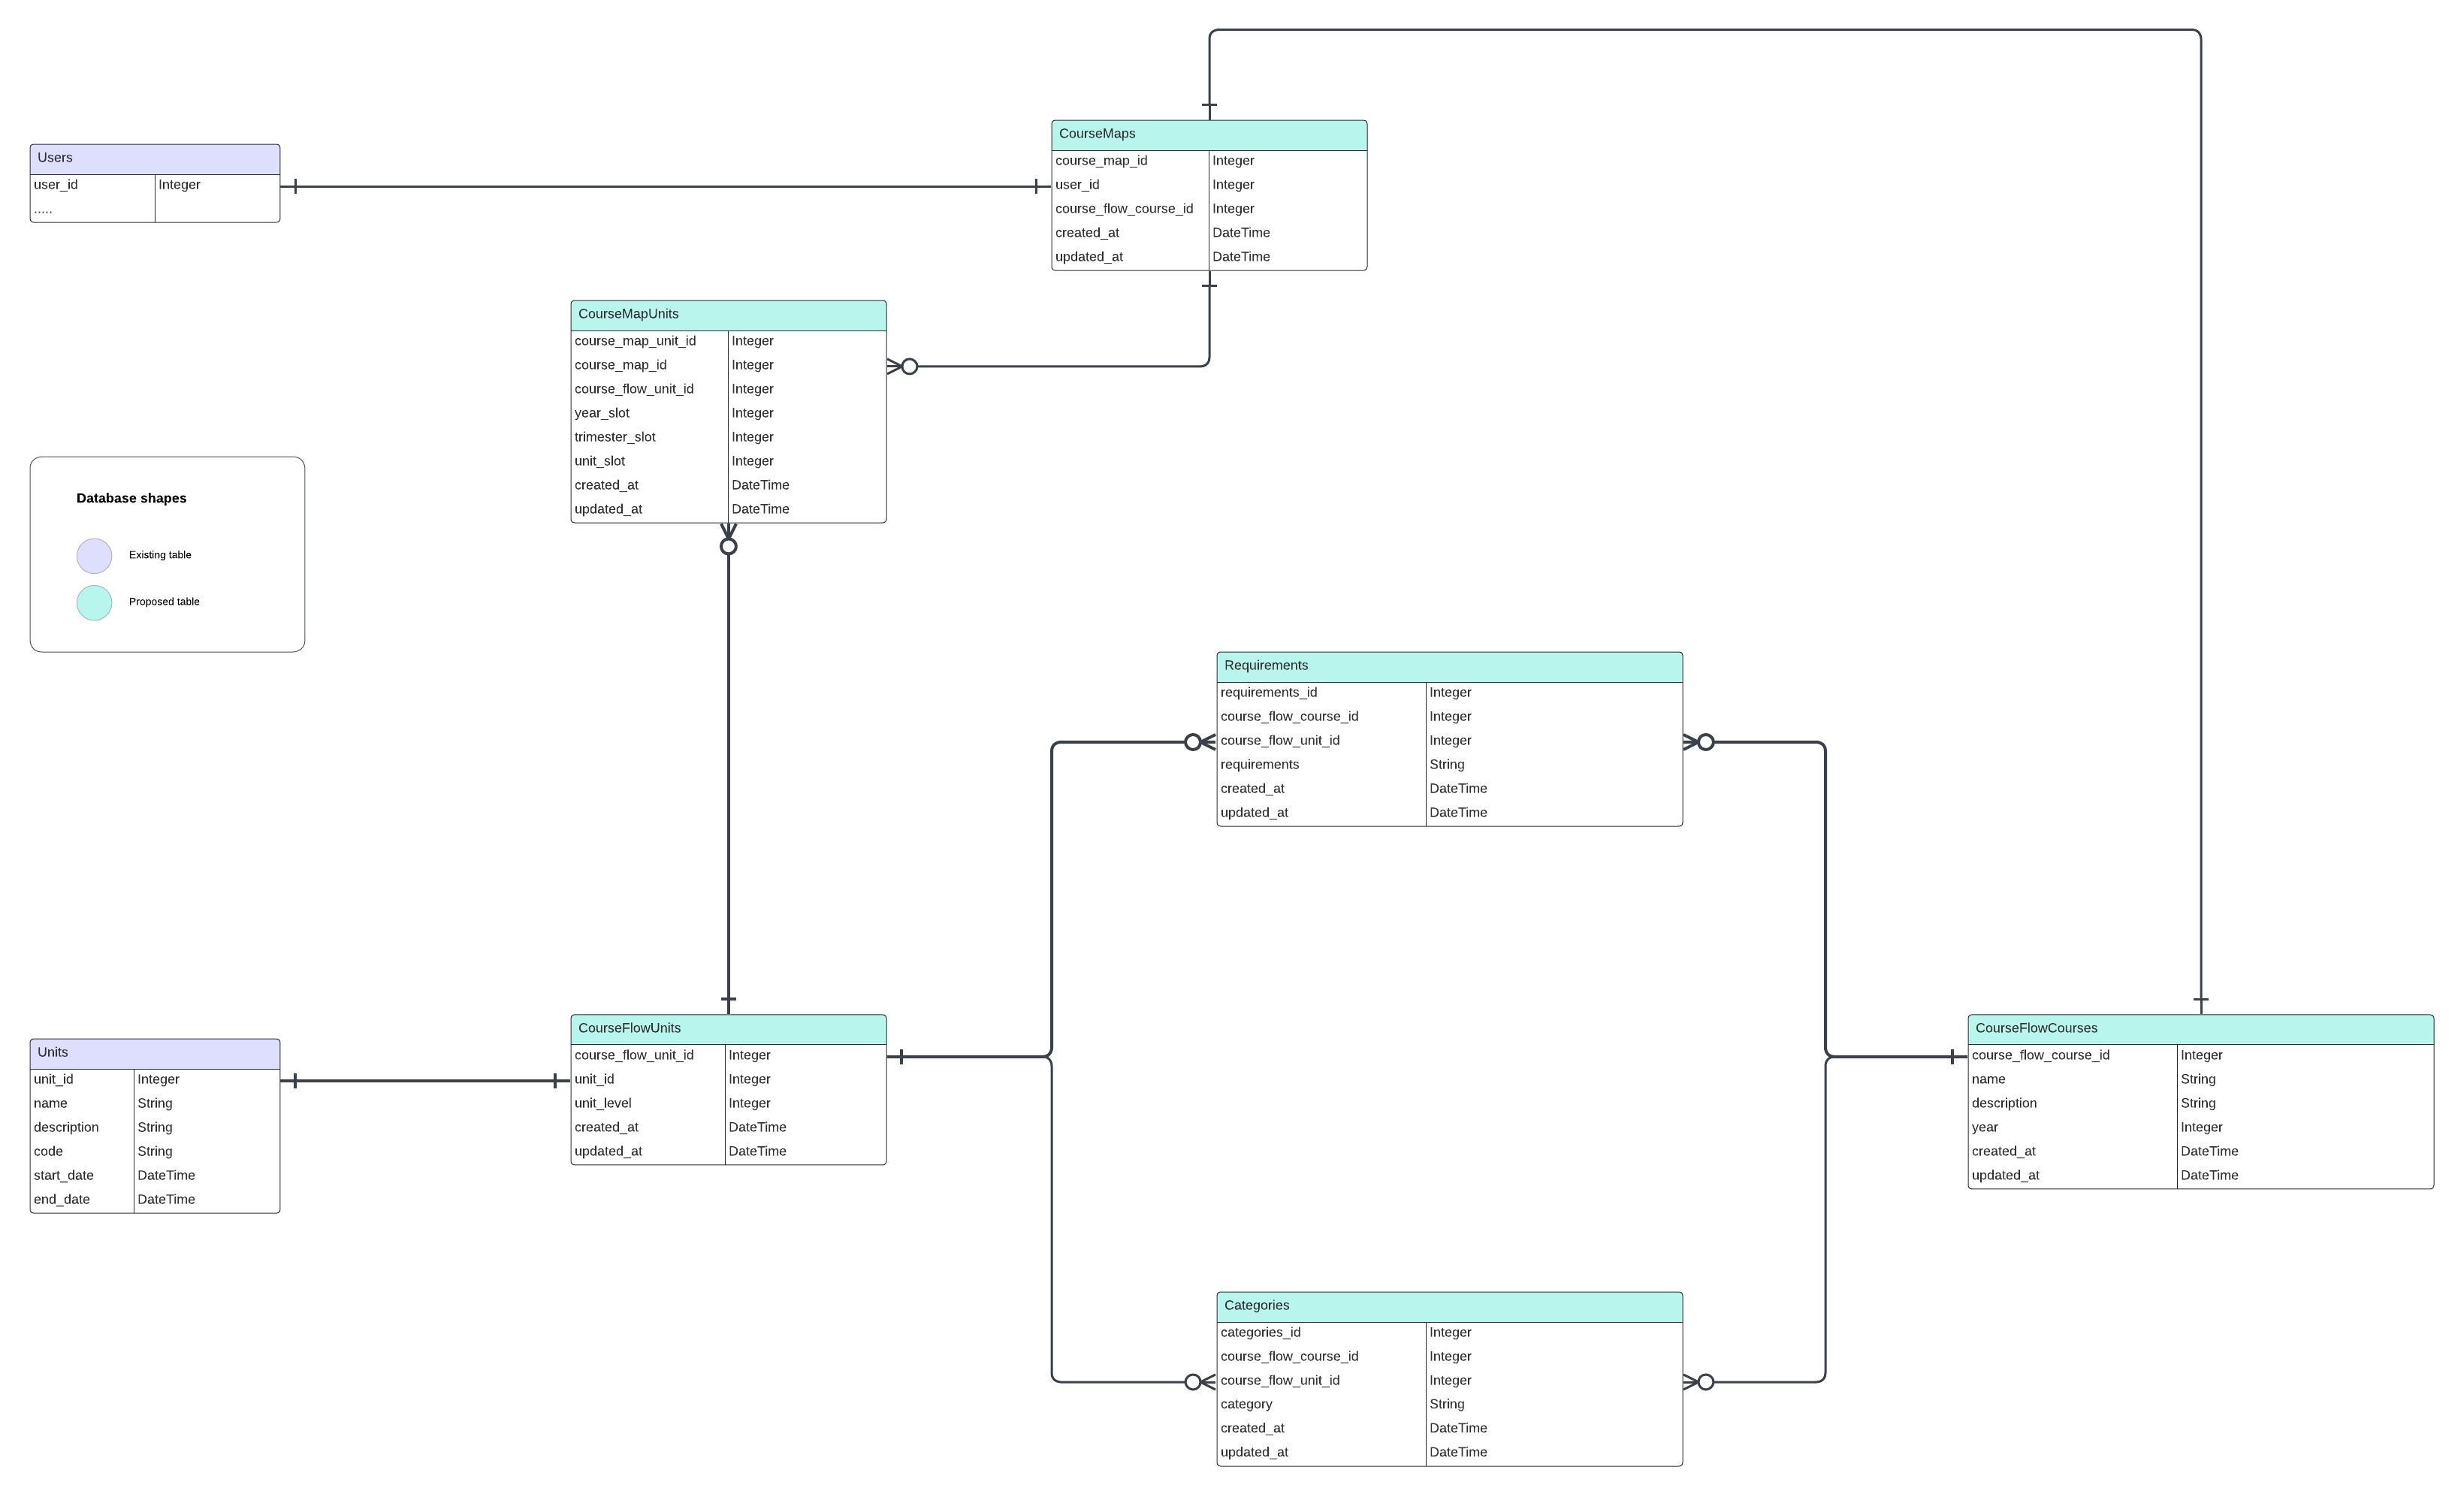 CourseMaps
course_map_id Integer
user_id Integer
course_flow_course_id Integer
created_at DateTime
updated_at DateTime
Users
user_id Integer
.....
CourseMapUnits
course_map_unit_id Integer
course_map_id Integer
course_flow_unit_id Integer
year_slot Integer
trimester_slot Integer
unit_slot Integer
created_at DateTime
updated_at DateTime
Database shapes
Existing table
Proposed table
Requirements
requirements_id Integer
course_flow_course_id Integer
course_flow_unit_id Integer
requirements String
created_at DateTime
updated_at DateTime
Units
unit_id Integer
name String
description String
code String
start_date DateTime
end_date DateTime
CourseFlowUnits
course_flow_unit_id Integer
unit_id Integer
unit_level Integer
created_at DateTime
updated_at DateTime
CourseFlowCourses
course_flow_course_id Integer
name String
description String
year Integer
created_at DateTime
updated_at DateTime
Categories
categories_id Integer
course_flow_course_id Integer
course_flow_unit_id Integer
category String
created_at DateTime
updated_at DateTime